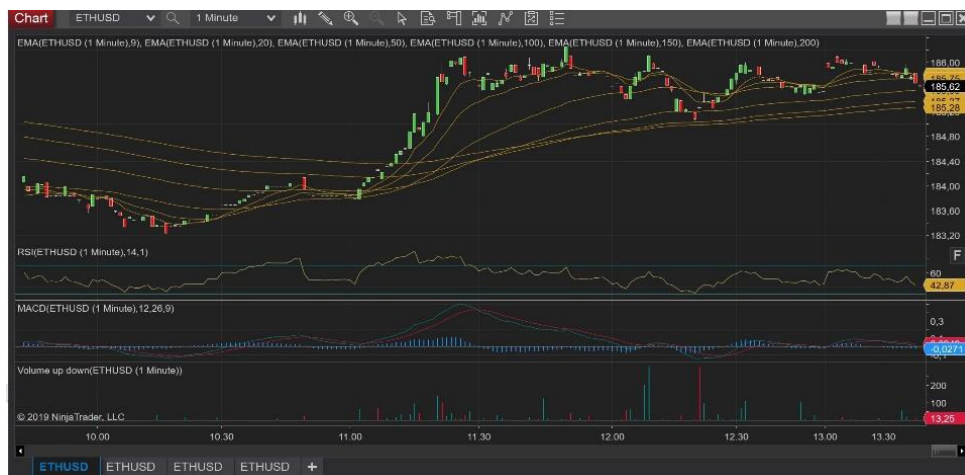 Chart ETHUSD 1 Minute
EMA(ETHUSD (1 Minute),9), EMA(ETHUSD (1 Minute),20), EMA(ETHUSD (1 Minute),50), EMA(ETHUSD (1 Minute),100), EMA(ETHUSD (1 Minute),150), EMA(ETHUSD (1 Minute),200)
186,00
185,62
185,28
184,80
184,40
184,00
183,60
183,20
RSI(ETHUSD (1 Minute),14,1)
F
60
42,87
MACD(ETHUSD (1 Minute),12,26,9)
0,3
-0,0271
Volume up down(ETHUSD (1 Minute))
200
100
13,25
© 2019 NinjaTrader, LLC
10.00 10.30 11.00 11.30 12.00 12.30 13.00 13.30
ETHUSD ETHUSD ETHUSD ETHUSD +